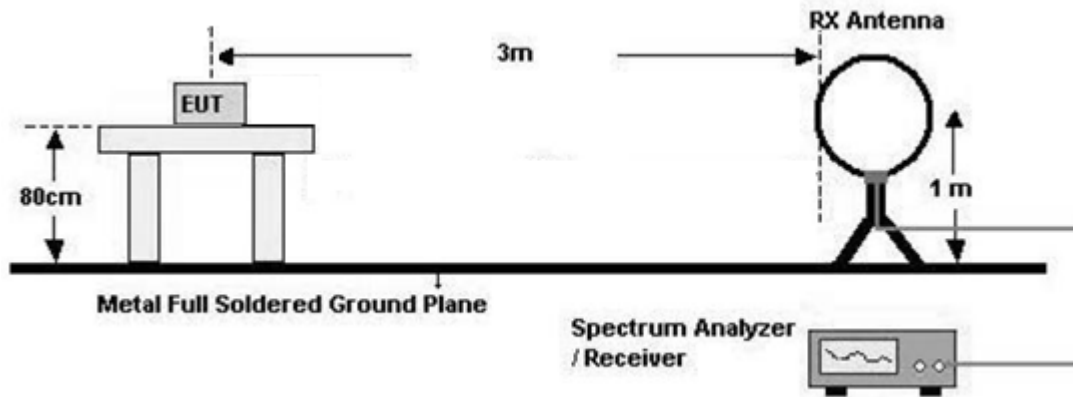 RX Antenna
3m
EUT
80cm
1 m
Metal Full Soldered Ground Plane
Spectrum Analyzer
/ Receiver